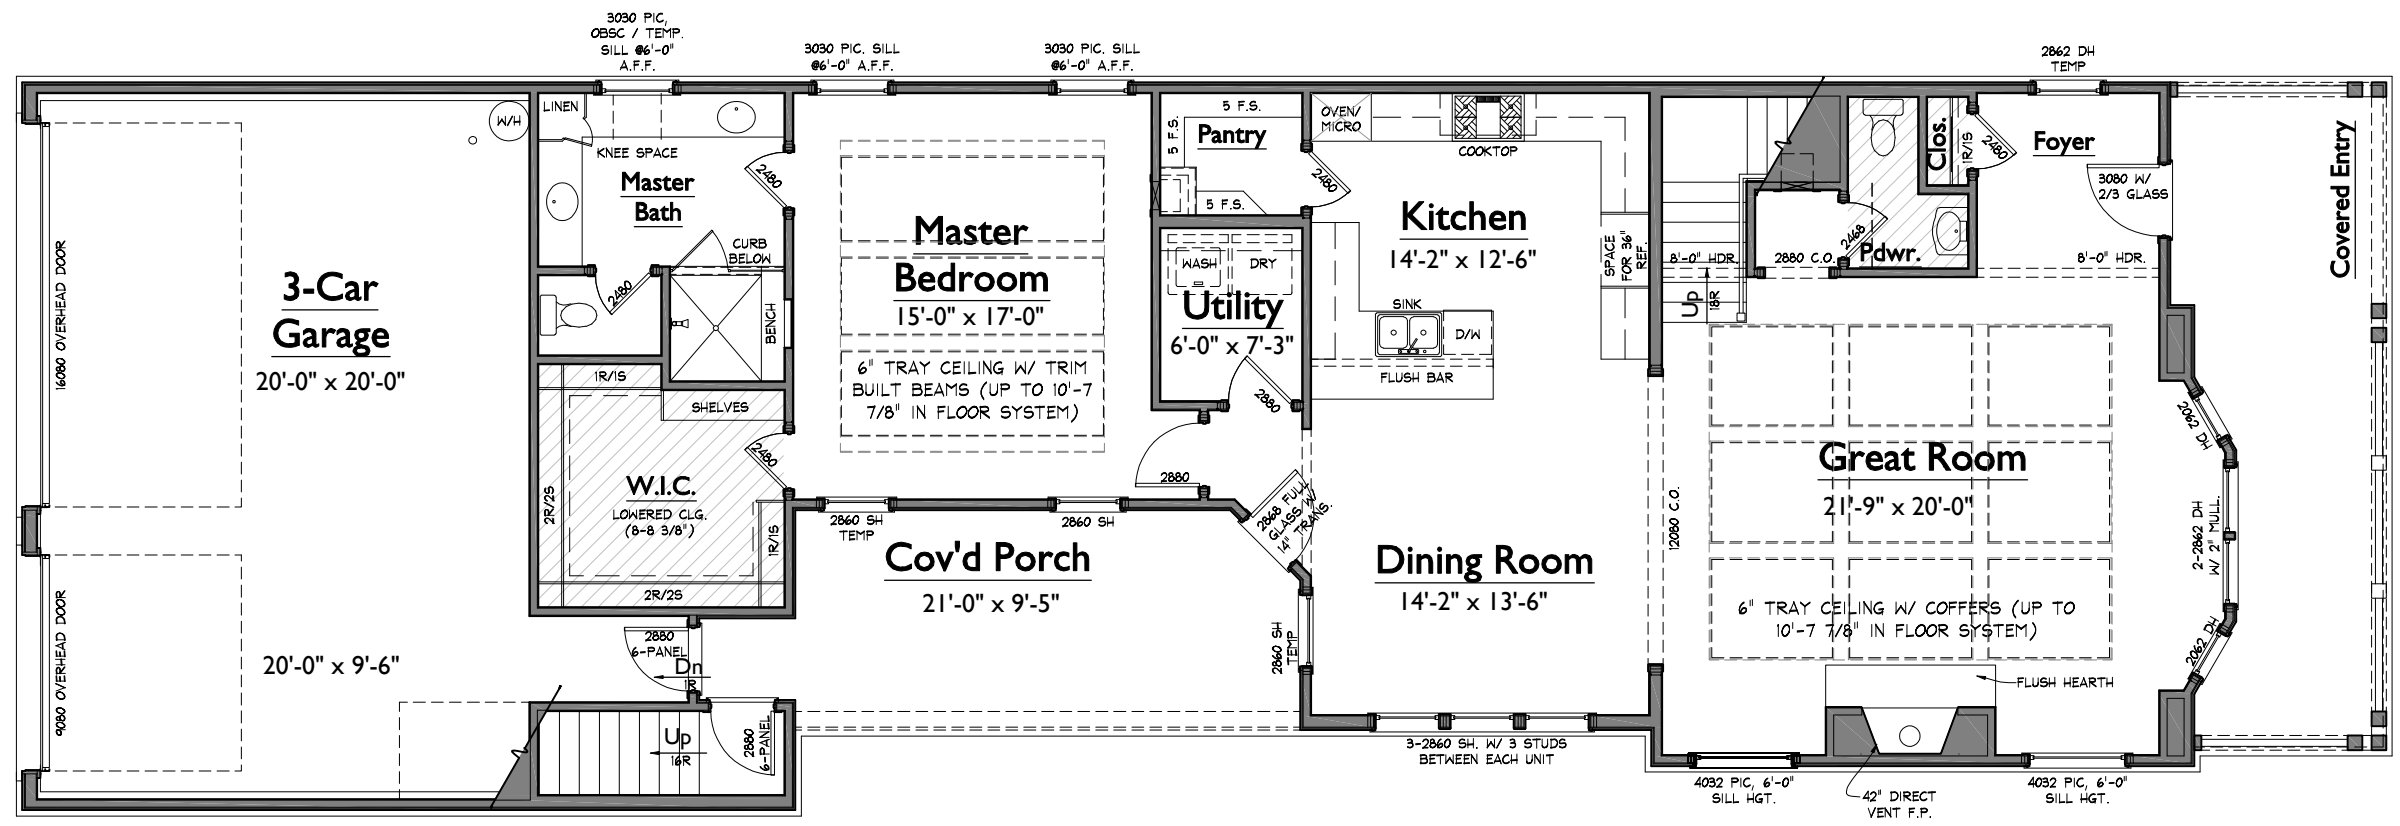 3030 PIC,
OBSC / TEMP.
SILL @6'-0"
A.F.F.
3030 PIC. SILL
@6'-0" A.F.F.
3030 PIC. SILL
@6'-0" A.F.F.
2862 DH
TEMP
16080 OVERHEAD DOOR
9080 OVERHEAD DOOR
3-Car
Garage
20'-0" x 20'-0"
20'-0" x 9'-6"
W/H
LINEN
KNEE SPACE
Master
Bath
2480
CURB
BELOW
2480
BENCH
1R/1S
SHELVES
2480
W.I.C.
LOWERED CLG.
(8-8 3/8")
2R/2S
1R/1S
2R/2S
2880
6-PANEL
Dn
1R
Up
16R
2880
6-PANEL
Master
Bedroom
15'-0" x 17'-0"
6" TRAY CEILING W/ TRIM
BUILT BEAMS (UP TO 10'-7
7/8" IN FLOOR SYSTEM)
2860 SH
TEMP
2860 SH
2880
Cov'd Porch
21'-0" x 9'-5"
5 F.S.
5 F.S.
Pantry
5 F.S.
2480
WASH
DRY
Utility
6'-0" x 7'-3"
2880
2868 FULL
GLASS W/
14" TRANS.
2860 SH
TEMP
OVEN/
MICRO
COOKTOP
Kitchen
14'-2" x 12'-6"
SPACE
FOR 36"
REF.
SINK
D/W
FLUSH BAR
Dining Room
14'-2" x 13'-6"
3-2860 SH. W/ 3 STUDS
BETWEEN EACH UNIT
12080 C.O.
8'-0" HDR.
Up
18R
2880 C.O.
2468
Pdwr.
Clos.
1R/1S
2480
Foyer
3080 W/
2/3 GLASS
8'-0" HDR.
Covered Entry
Great Room
21'-9" x 20'-0"
6" TRAY CEILING W/ COFFERS (UP TO
10'-7 7/8" IN FLOOR SYSTEM)
2062 DH
2-2862 DH
W/ 2" MULL.
2062 DH
FLUSH HEARTH
4032 PIC, 6'-0"
SILL HGT.
42" DIRECT
VENT F.P.
4032 PIC, 6'-0"
SILL HGT.